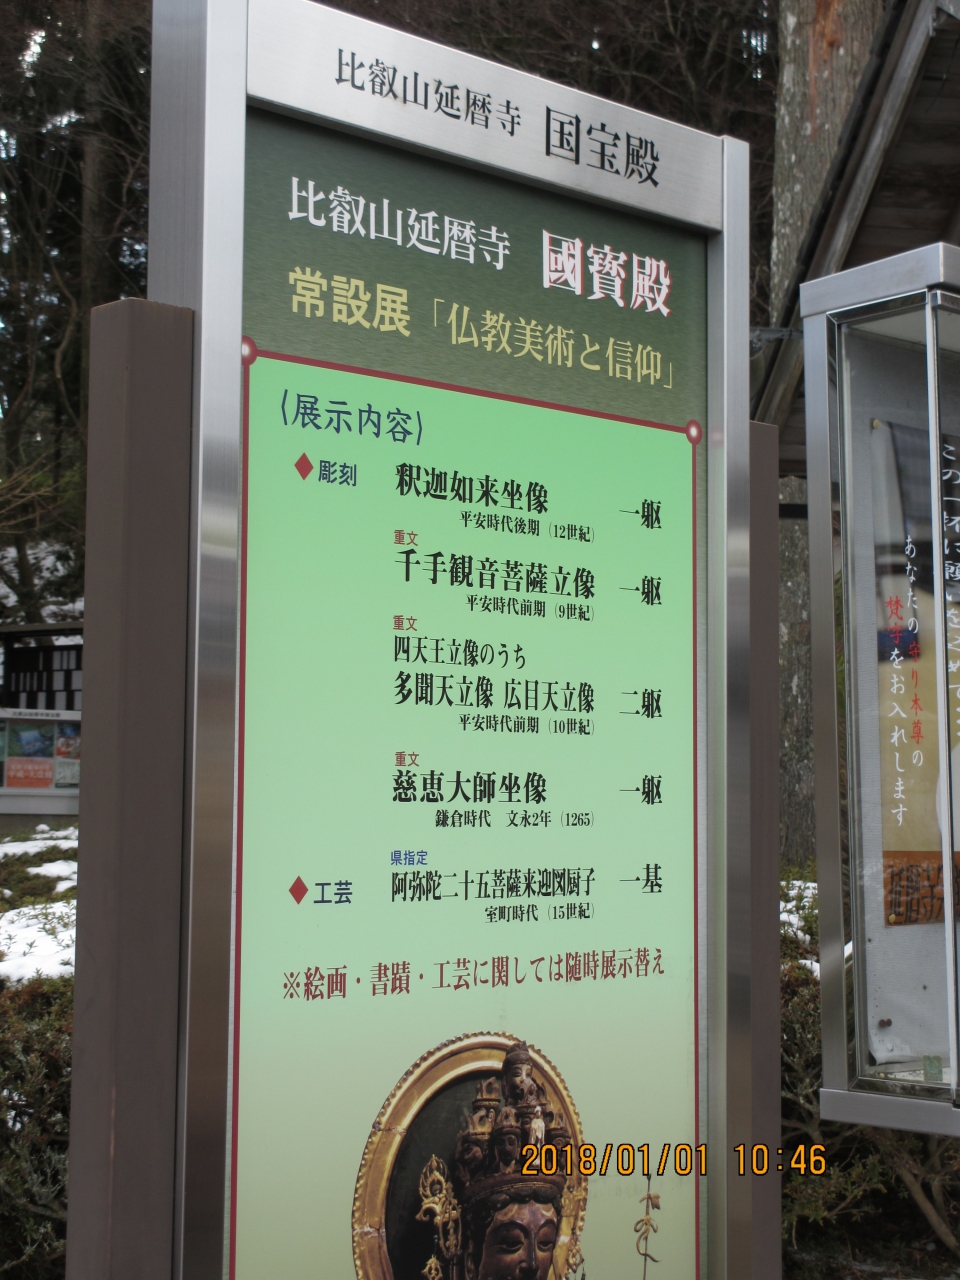 比叡山延暦寺 国宝殿
比叡山延暦寺 國寳殿
常設展「仏教美術と信仰」
〈展示内容〉
♦彫刻 釈迦如来坐像 一躯
平安時代後期（12世紀）
重文
千手観音菩薩立像 一躯
平安時代前期（9世紀）
重文
四天王立像のうち
多聞天立像 広目天立像 二躯
平安時代前期（10世紀）
重文
慈恵大師坐像 一躯
鎌倉時代 文永2年（1265）
県指定
♦工芸 阿弥陀二十五菩薩来迎図厨子 一基
室町時代（15世紀）
※絵画・書蹟・工芸に関しては随時展示替え
あなたの守り本尊の
梵字をお入れします
2018/01/01 10:46